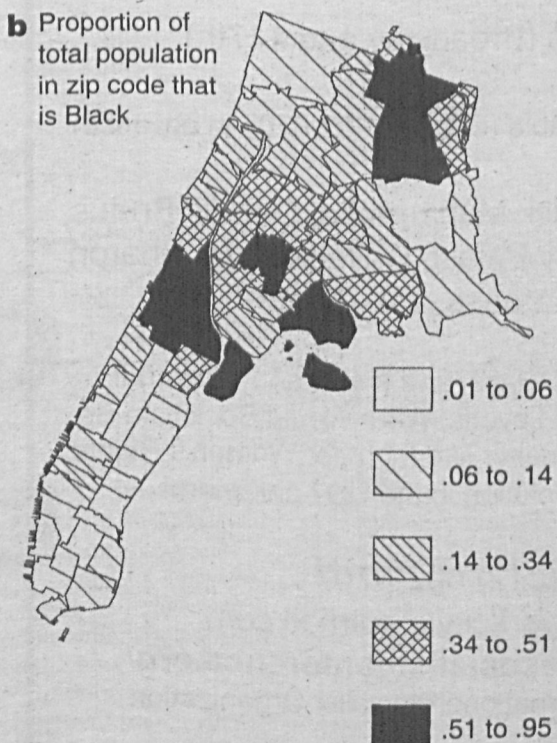 b Proportion of
total population
in zip code that
is Black
.01 to .06
.06 to .14
.14 to .34
.34 to .51
.51 to .95